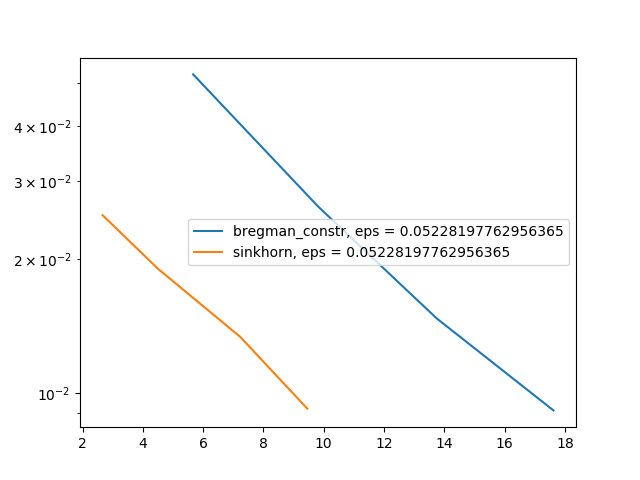 4 × 10⁻²
3 × 10⁻²
2 × 10⁻²
10⁻²
bregman_constr, eps = 0.05228197762956365
sinkhorn, eps = 0.05228197762956365
2 4 6 8 10 12 14 16 18